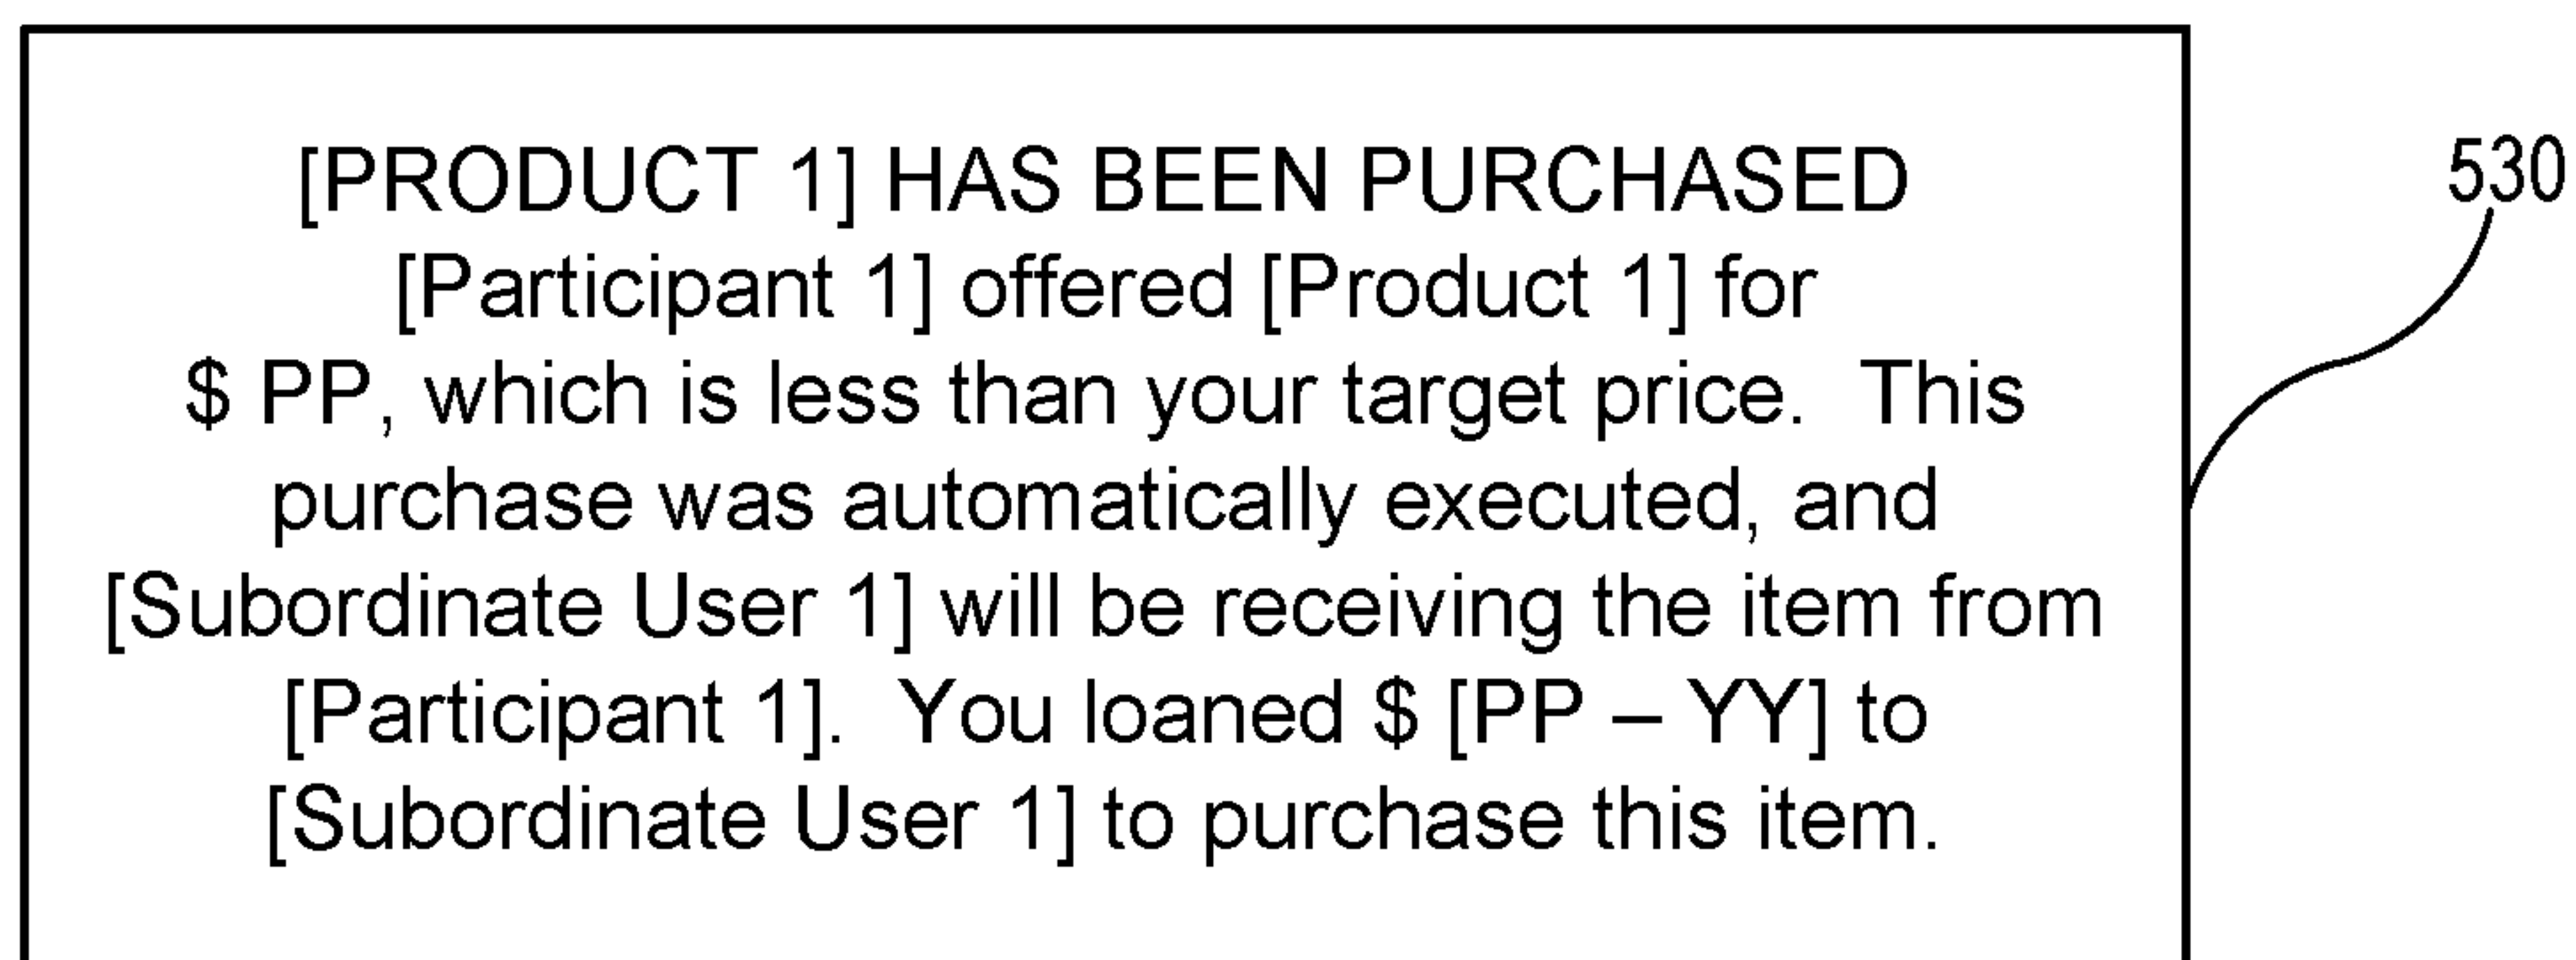 [PRODUCT 1] HAS BEEN PURCHASED
530
[Participant 1] offered [Product 1] for
$ PP, which is less than your target price. This
purchase was automatically executed, and
[Subordinate User 1] will be receiving the item from
[Participant 1]. You loaned $ [PP – YY] to
[Subordinate User 1] to purchase this item.